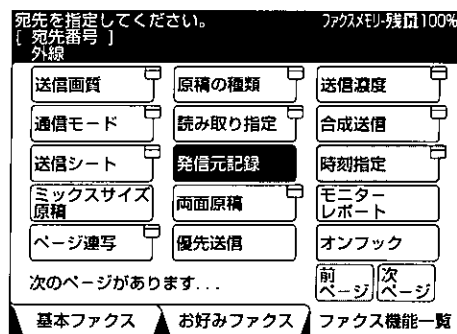 宛先を指定してください。 ファクスメモリー残量100%
[ 宛先番号 ]
外線
送信画質 原稿の種類 送信濃度
通信モード 読み取り指定 合成送信
送信シート 発信元記録 時刻指定
ミックスサイズ
原稿 両面原稿 モニター
レポート
ページ連写 優先送信 オンフック
次のページがあります... 前
ページ 次
ページ
基本ファクス お好みファクス ファクス機能一覧